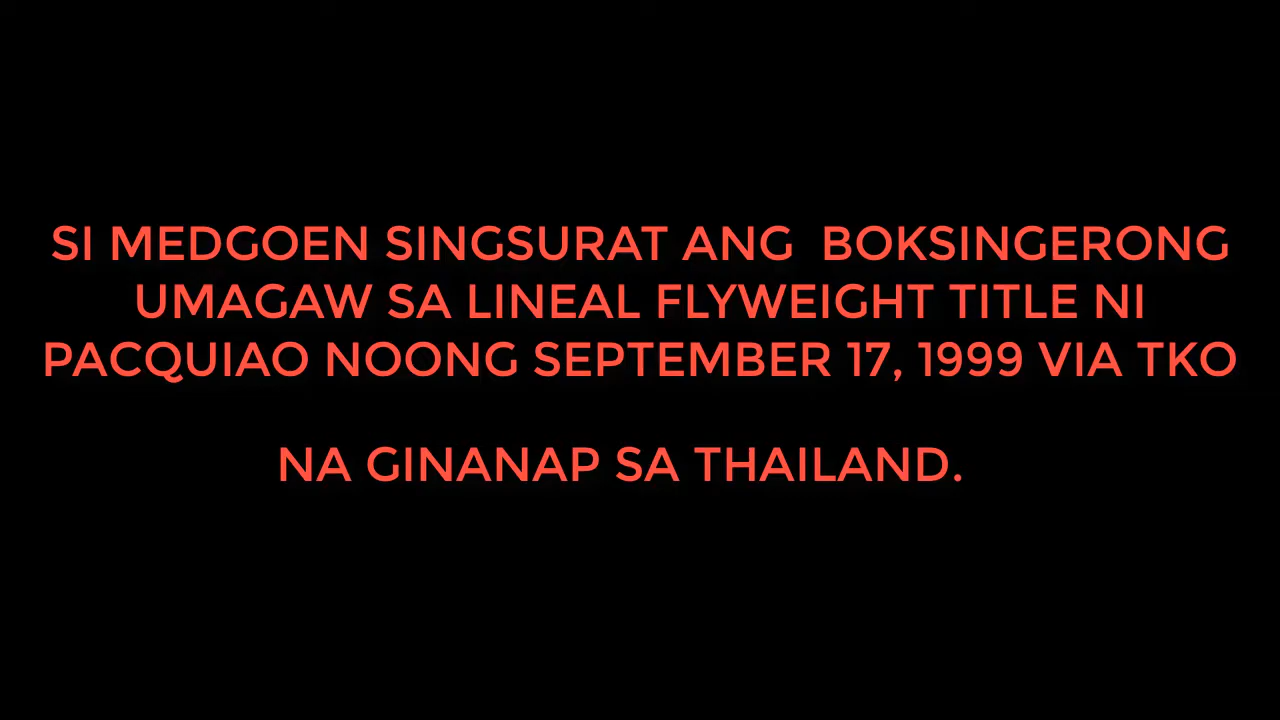 SI MEDGOEN SINGSURAT ANG BOKSINGERONG
UMAGAW SA LINEAL FLYWEIGHT TITLE NI
PACQUIAO NOONG SEPTEMBER 17, 1999 VIA TKO
NA GINANAP SA THAILAND.